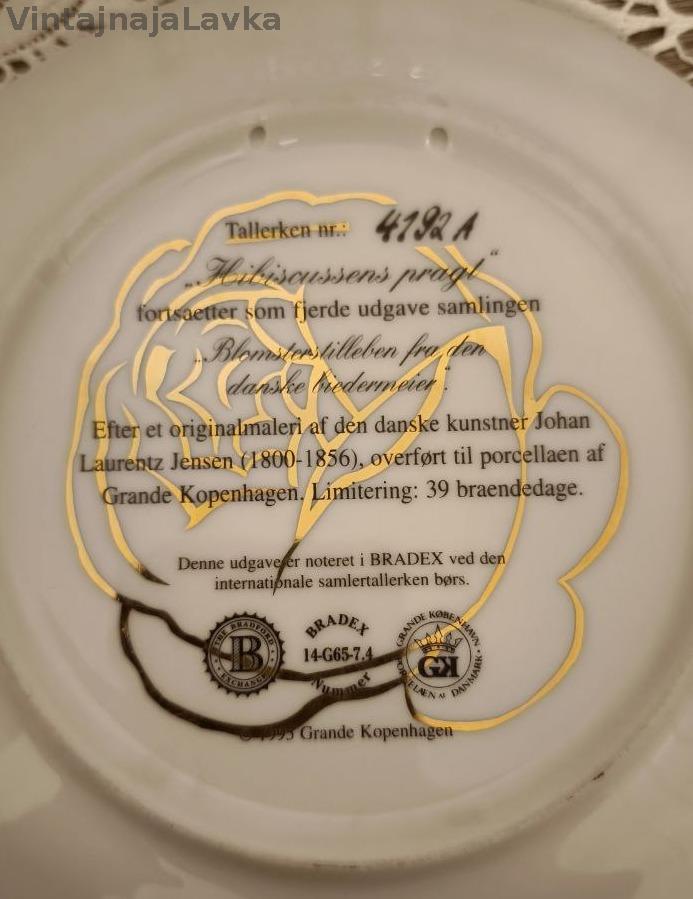 VintajnajaLavka
Tallerken nr.: 4192 A
„Hibiscussens pragt"
fortsaetter som fjerde udgave samlingen
„Blomsterstilleben fra den
danske biedermeier".
Efter et originalmaleri af den danske kunstner Johan
Laurentz Jensen (1800-1856), overført til porcellaen af
Grande Kopenhagen. Limitering: 39 braendedage.
Denne udgave er noteret i BRADEX ved den
internationale samlertallerken børs.
THE BRADFORD EXCHANGE
B
BRADEX
14-G65-7.4
Nummer
GRANDE KØBENHAVN
GK
PORCELÆN AF DANMARK
© 1995 Grande Kopenhagen